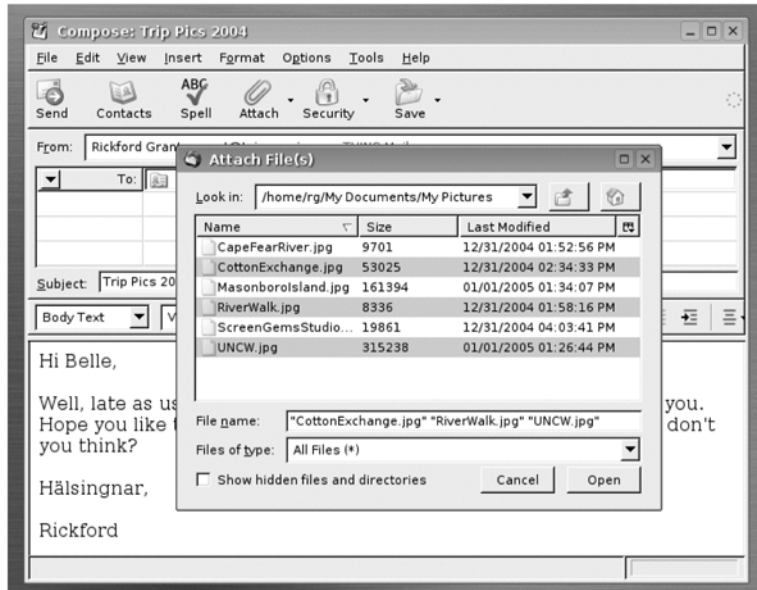 Compose: Trip Pics 2004
File Edit View Insert Format Options Tools Help
Send Contacts Spell Attach Security Save
From: Rickford
To:
Subject: Trip Pics
Body Text
Attach File(s)
Look in: /home/rg/My Documents/My Pictures
Name Size Last Modified
CapeFearRiver.jpg 9701 12/31/2004 01:52:56 PM
CottonExchange.jpg 53025 12/31/2004 02:34:33 PM
MasonboroIsland.jpg 161394 01/01/2005 01:34:07 PM
RiverWalk.jpg 8336 12/31/2004 01:58:16 PM
ScreenGemsStudio... 19861 12/31/2004 04:03:41 PM
UNCW.jpg 315238 01/01/2005 01:26:44 PM
File name: "CottonExchange.jpg" "RiverWalk.jpg" "UNCW.jpg"
Files of type: All Files (*)
Show hidden files and directories Cancel Open
Hi Belle,
Well, late as you.
Hope you like don't
you think?
Hälsingnar,
Rickford